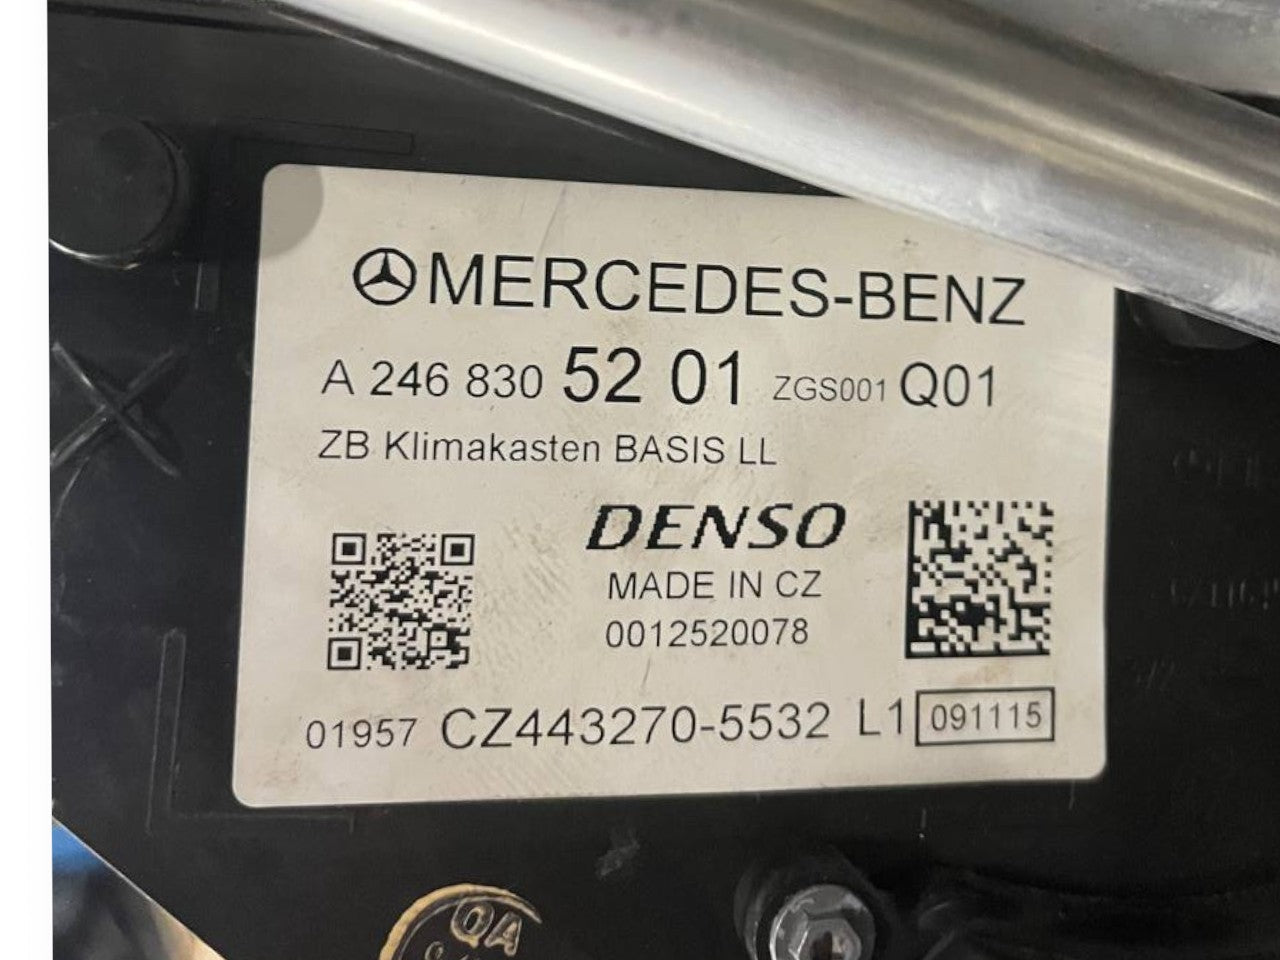 MERCEDES-BENZ
A 246 830 52 01 ZGS001 Q01
ZB Klimakasten BASIS LL
DENSO
MADE IN CZ
0012520078
01957 CZ443270-5532 L1 091115
QA